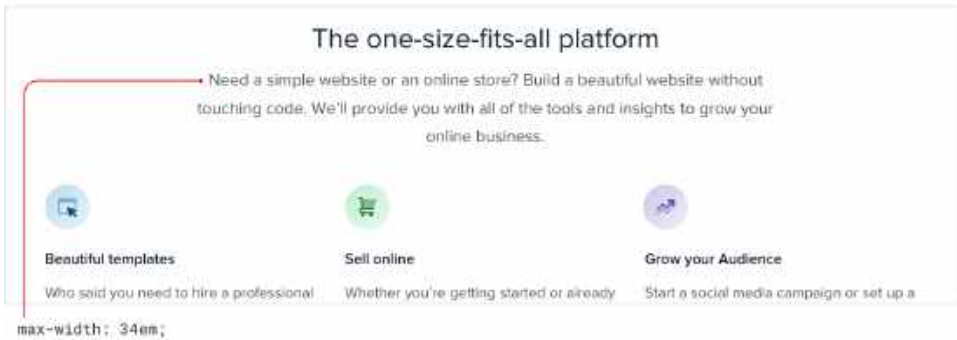 The one-size-fits-all platform
Need a simple website or an online store? Build a beautiful website without
touching code. We'll provide you with all of the tools and insights to grow your
online business.
Beautiful templates
Sell online
Grow your Audience
Who said you need to hire a professional
Whether you're getting started or already
Start a social media campaign or set up a
max-width: 34em;